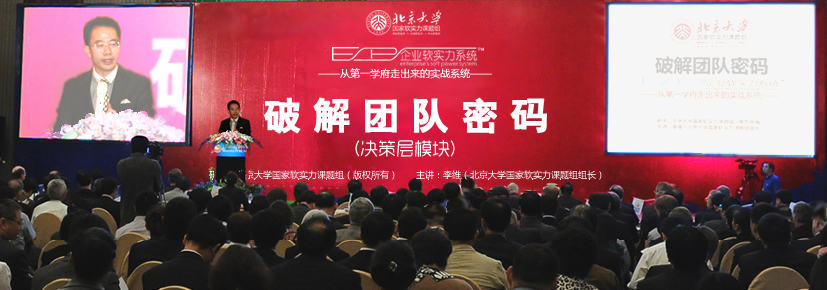 北京大学
国家软实力课题组
ESPS 企业软实力系统™
enterprise's soft power system
——从第一学府走出来的实战系统——
破解团队密码
(决策层模块)
京大学国家软实力课题组（版权所有） 主讲：李维（北京大学国家软实力课题组组长）
破
北京大学
国家软实力课题组
破解团队密码
——从第一学府走出来的实战系统——